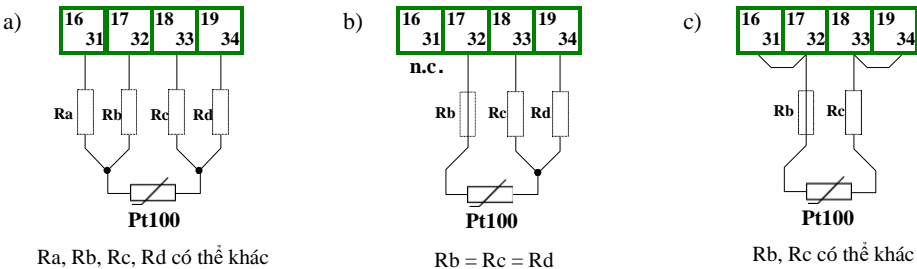 a)
16 17 18 19
31 32 33 34
Ra Rb Rc Rd
Pt100
Ra, Rb, Rc, Rd có thể khác
b)
16 17 18 19
31 32 33 34
n.c.
Rb Rc Rd
Pt100
Rb = Rc = Rd
c)
16 17 18 19
31 32 33 34
Rb Rc
Pt100
Rb, Rc có thể khác